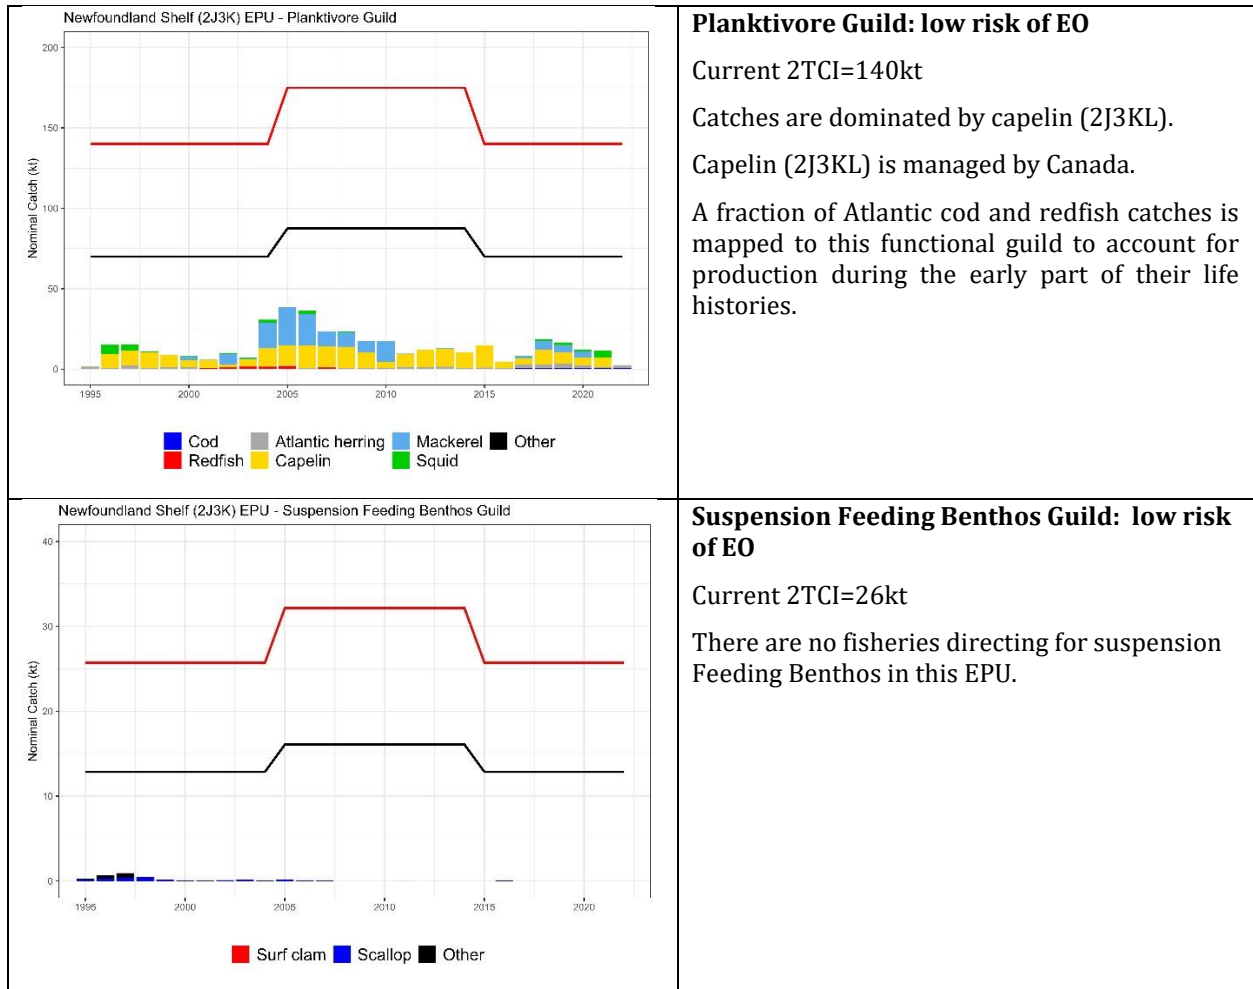 Newfoundland Shelf (2J3K) EPU - Planktivore Guild
200
150
100
50
0
Nominal Catch (kt)
1995 2000 2005 2010 2015 2020
Cod Atlantic herring Mackerel Other
Redfish Capelin Squid
Planktivore Guild: low risk of EO
Current 2TCI=140kt
Catches are dominated by capelin (2J3KL).
Capelin (2J3KL) is managed by Canada.
A fraction of Atlantic cod and redfish catches is
mapped to this functional guild to account for
production during the early part of their life
histories.
Newfoundland Shelf (2J3K) EPU - Suspension Feeding Benthos Guild
40
30
20
10
0
Nominal Catch (kt)
1995 2000 2005 2010 2015 2020
Surf clam Scallop Other
Suspension Feeding Benthos Guild: low risk
of EO
Current 2TCI=26kt
There are no fisheries directing for suspension
Feeding Benthos in this EPU.